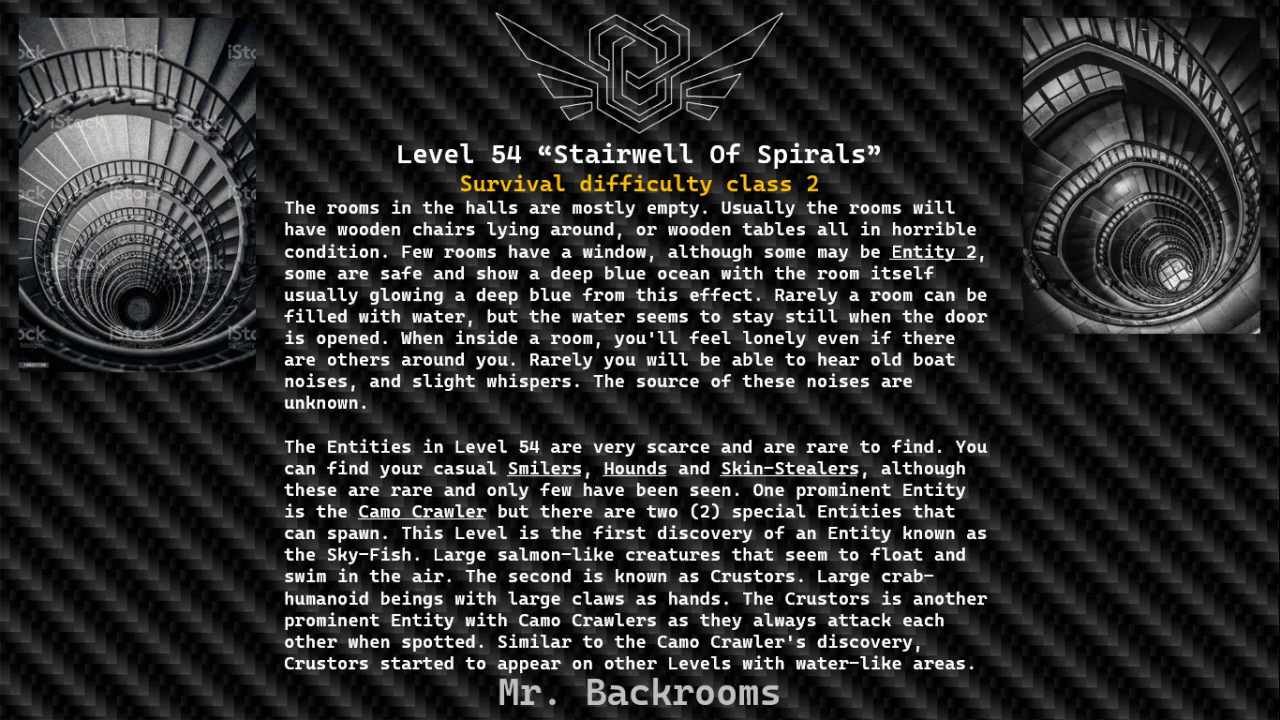 Level 54 “Stairwell Of Spirals”
Survival difficulty class 2
The rooms in the halls are mostly empty. Usually the rooms will
have wooden chairs lying around, or wooden tables all in horrible
condition. Few rooms have a window, although some may be Entity 2,
some are safe and show a deep blue ocean with the room itself
usually glowing a deep blue from this effect. Rarely a room can be
filled with water, but the water seems to stay still when the door
is opened. When inside a room, you'll feel lonely even if there
are others around you. Rarely you will be able to hear old boat
noises, and slight whispers. The source of these noises are
unknown.
The Entities in Level 54 are very scarce and are rare to find. You
can find your casual Smilers, Hounds and Skin-Stealers, although
these are rare and only few have been seen. One prominent Entity
is the Camo Crawler but there are two (2) special Entities that
can spawn. This Level is the first discovery of an Entity known as
the Sky-Fish. Large salmon-like creatures that seem to float and
swim in the air. The second is known as Crustors. Large crab-
humanoid beings with large claws as hands. The Crustors is another
prominent Entity with Camo Crawlers as they always attack each
other when spotted. Similar to the Camo Crawler's discovery,
Crustors started to appear on other Levels with water-like areas.
Mr. Backrooms
iStock